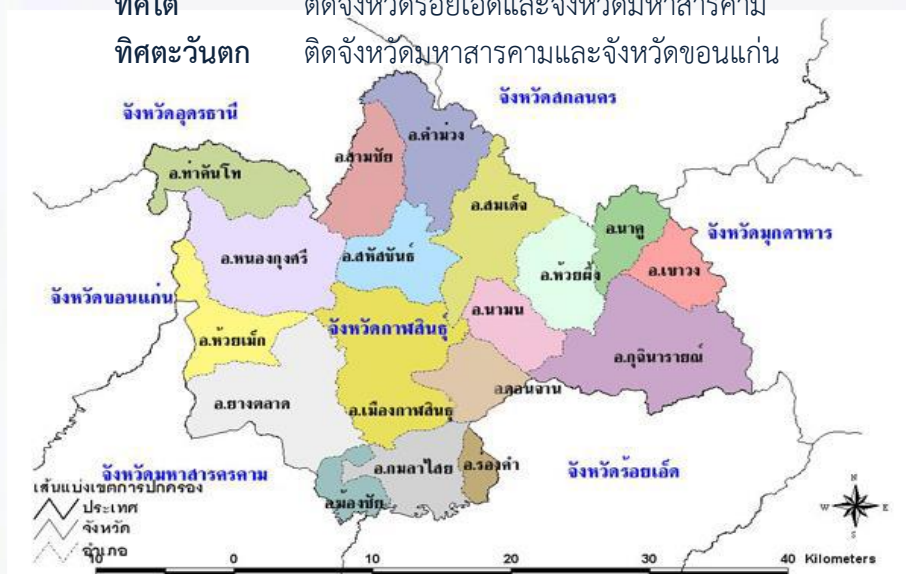 ทิศใต้ ติดจังหวัดร้อยเอ็ดและจังหวัดมหาสารคาม
ทิศตะวันตก ติดจังหวัดมหาสารคามและจังหวัดขอนแก่น
จังหวัดสกลนคร
จังหวัดอุดรธานี
อ.คำม่วง
อ.สามชัย
อ.ท่าคันโท
อ.สมเด็จ
อ.นาคู
จังหวัดมุกดาหาร
อ.หนองกุงศรี
อ.สหัสขันธ์
อ.ห้วยผึ้ง
อ.เขาวง
จังหวัดขอนแก่น
อ.นามน
อ.ห้วยเม็ก
จังหวัดกาฬสินธุ์
อ.กุจินารายณ์
อ.ดอนจาน
อ.ยางตลาด
อ.เมืองกาฬสินธุ์
จังหวัดมหาสารครคาม
อ.กมลาไสย
อ.ร่องคำ
จังหวัดร้อยเอ็ด
อ.ฆ้องชัย
เส้นแบ่งเขตการปกครอง
ประเทศ
จังหวัด
อำเภอ
N
W E
S
10 0 10 20 30 40 Kilometers